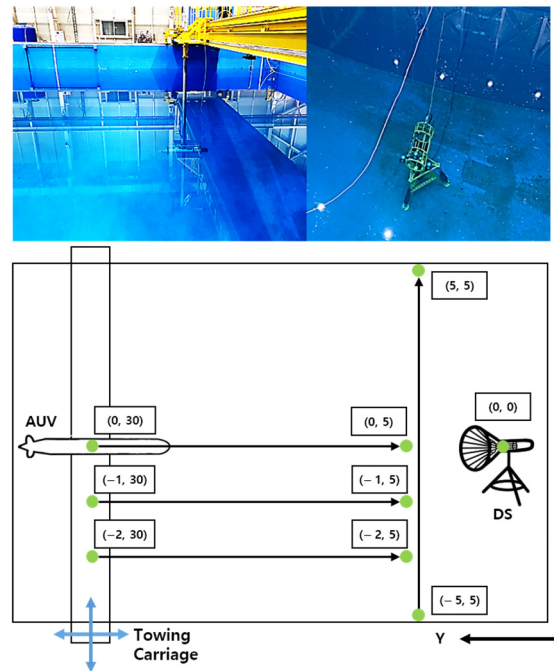 (5, 5)
AUV
(0, 30)
(0, 5)
(0, 0)
(−1, 30)
(−1, 5)
DS
(−2, 30)
(−2, 5)
(− 5, 5)
Towing
Carriage
Y